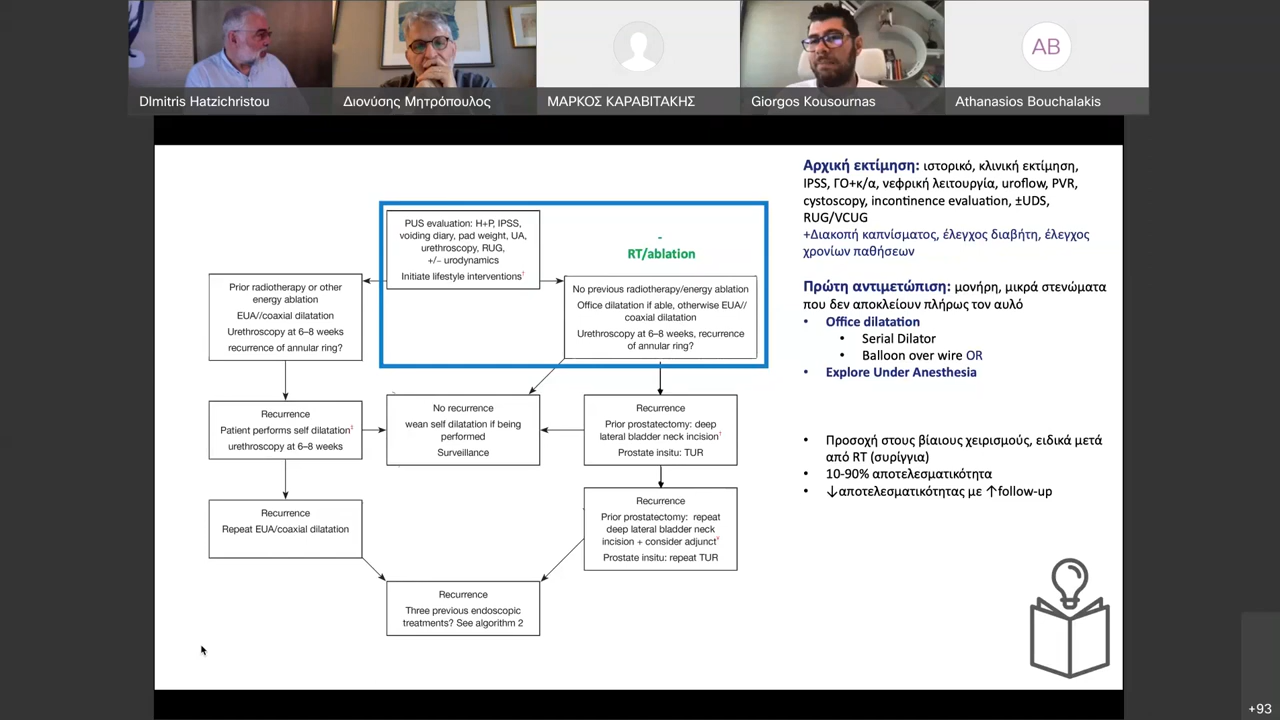 DImitris Hatzichristou
Διονύσης Μητρόπουλος
ΜΑΡΚΟΣ ΚΑΡΑΒΙΤΑΚΗΣ
Giorgos Kousournas
AB
Athanasios Bouchalakis
PUS evaluation: H+P, IPSS,
voiding diary, pad weight, UA,
urethroscopy, RUG,
+/− urodynamics
Initiate lifestyle interventions†
-
RT/ablation
Prior radiotherapy or other
energy ablation
EUA//coaxial dilatation
Urethroscopy at 6–8 weeks
recurrence of annular ring?
No previous radiotherapy/energy ablation
Office dilatation if able, otherwise EUA//
coaxial dilatation
Urethroscopy at 6–8 weeks, recurrence
of annular ring?
Recurrence
Patient performs self dilatation‡
urethroscopy at 6–8 weeks
No recurrence
wean self dilatation if being
performed
Surveillance
Recurrence
Prior prostatectomy: deep
lateral bladder neck incision†
Prostate insitu: TUR
Recurrence
Repeat EUA/coaxial dilatation
Recurrence
Prior prostatectomy: repeat
deep lateral bladder neck
incision + consider adjunct¥
Prostate insitu: repeat TUR
Recurrence
Three previous endoscopic
treatments? See algorithm 2
Αρχική εκτίμηση: ιστορικό, κλινική εκτίμηση,
IPSS, ΓΟ+κ/α, νεφρική λειτουργία, uroflow, PVR,
cystoscopy, incontinence evaluation, ±UDS,
RUG/VCUG
+Διακοπή καπνίσματος, έλεγχος διαβήτη, έλεγχος
χρονίων παθήσεων
Πρώτη αντιμετώπιση: μονήρη, μικρά στενώματα
που δεν αποκλείουν πλήρως τον αυλό
• Office dilatation
• Serial Dilator
• Balloon over wire OR
• Explore Under Anesthesia
• Προσοχή στους βίαιους χειρισμούς, ειδικά μετά
από RT (συρίγγια)
• 10-90% αποτελεσματικότητα
• ↓αποτελεσματικότητας με ↑follow-up
+93